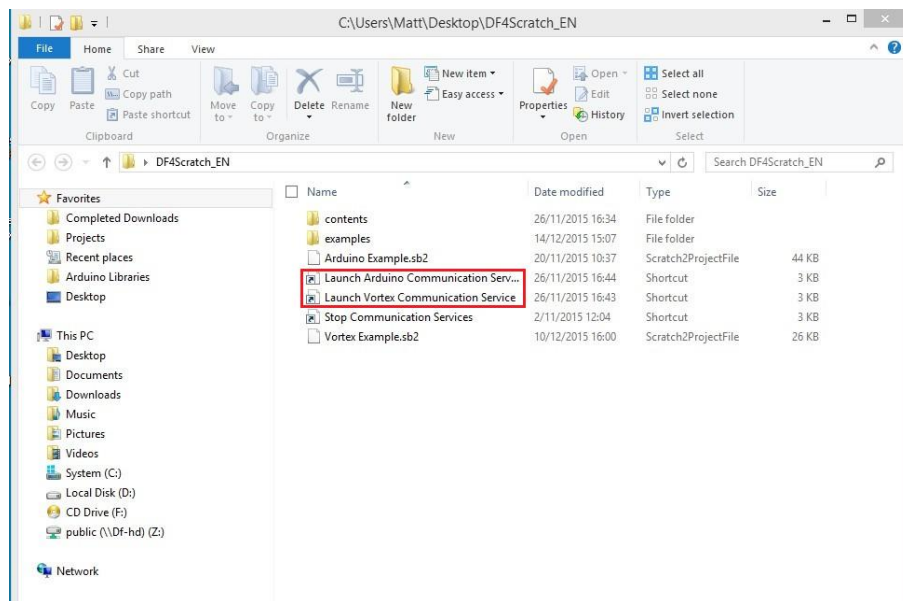 C:\Users\Matt\Desktop\DF4Scratch_EN
File Home Share View
Copy
Paste
Cut
Copy path
Paste shortcut
Clipboard
Move to
Copy to
Delete
Rename
Organize
New folder
New item
Easy access
New
Properties
Open
Edit
History
Open
Select all
Select none
Invert selection
Select
DF4Scratch_EN
Search DF4Scratch_EN
Favorites
Completed Downloads
Projects
Recent places
Arduino Libraries
Desktop
This PC
Desktop
Documents
Downloads
Music
Pictures
Videos
System (C:)
Local Disk (D:)
CD Drive (F:)
public (\\Df-hd) (Z:)
Network
Name Date modified Type Size
contents 26/11/2015 16:34 File folder
examples 14/12/2015 15:07 File folder
Arduino Example.sb2 20/11/2015 10:37 Scratch2ProjectFile 44 KB
Launch Arduino Communication Serv... 26/11/2015 16:44 Shortcut 3 KB
Launch Vortex Communication Service 26/11/2015 16:43 Shortcut 3 KB
Stop Communication Services 2/11/2015 12:04 Shortcut 3 KB
Vortex Example.sb2 10/12/2015 16:00 Scratch2ProjectFile 26 KB